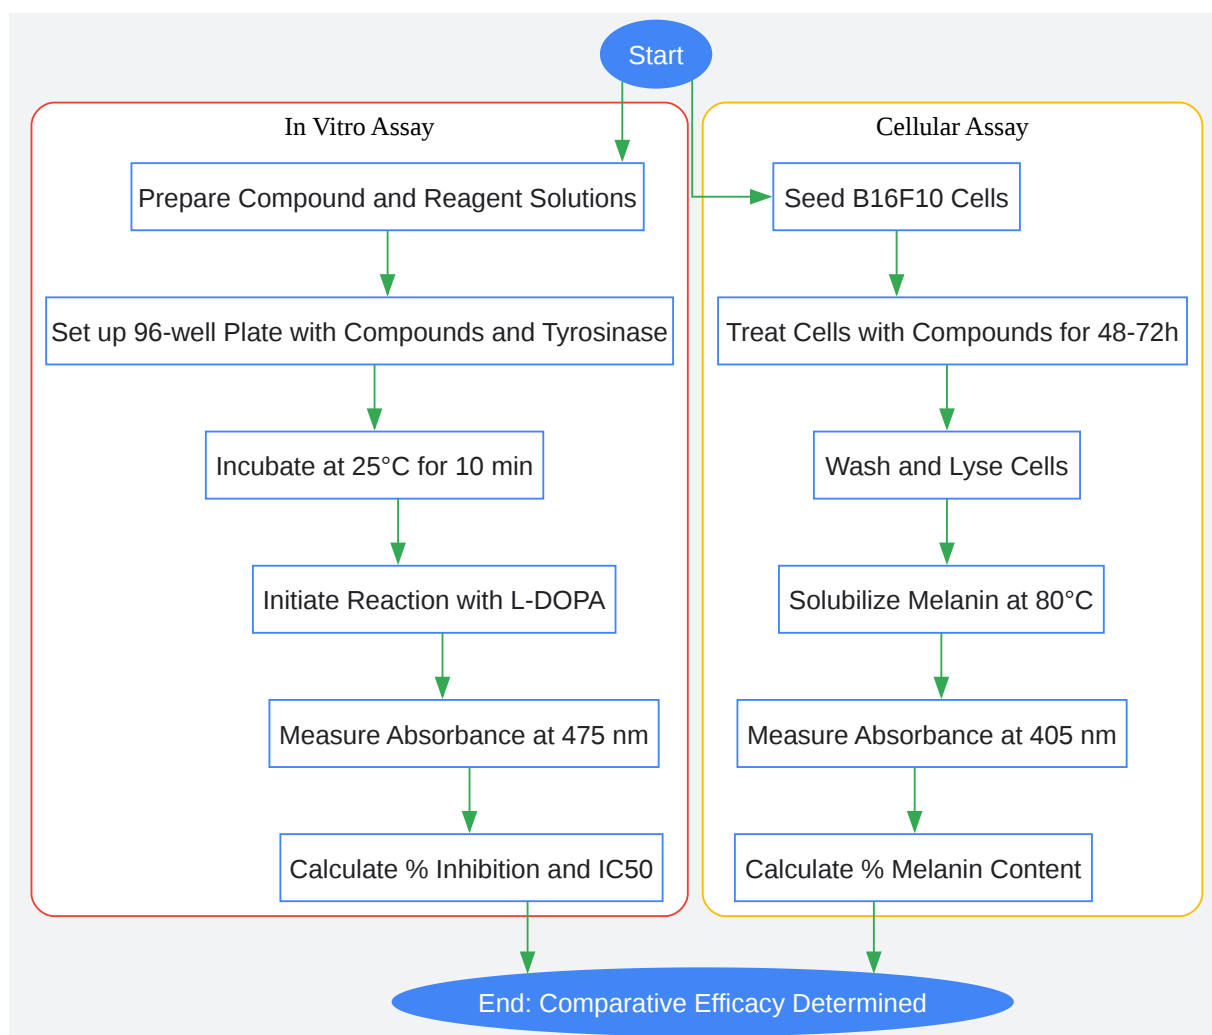 Start
In Vitro Assay
Prepare Compound and Reagent Solutions
Set up 96-well Plate with Compounds and Tyrosinase
Incubate at 25°C for 10 min
Initiate Reaction with L-DOPA
Measure Absorbance at 475 nm
Calculate % Inhibition and IC50
Cellular Assay
Seed B16F10 Cells
Treat Cells with Compounds for 48-72h
Wash and Lyse Cells
Solubilize Melanin at 80°C
Measure Absorbance at 405 nm
Calculate % Melanin Content
End: Comparative Efficacy Determined